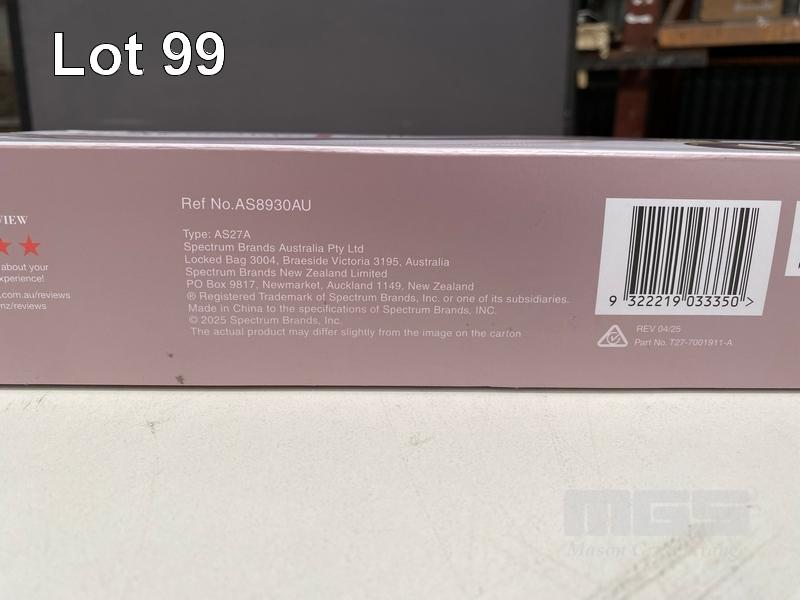 Lot 99
VIEW
about your
experience!
.com.au/reviews
nz/reviews
Ref No.AS8930AU
Type: AS27A
Spectrum Brands Australia Pty Ltd
Locked Bag 3004, Braeside Victoria 3195, Australia
Spectrum Brands New Zealand Limited
PO Box 9817, Newmarket, Auckland 1149, New Zealand
® Registered Trademark of Spectrum Brands, Inc. or one of its subsidiaries.
Made in China to the specifications of Spectrum Brands, INC.
© 2025 Spectrum Brands, Inc.
The actual product may differ slightly from the image on the carton
9 322219 033350 >
REV 04/25
Part No. T27-7001911-A
MGS
Mason Gray Strange